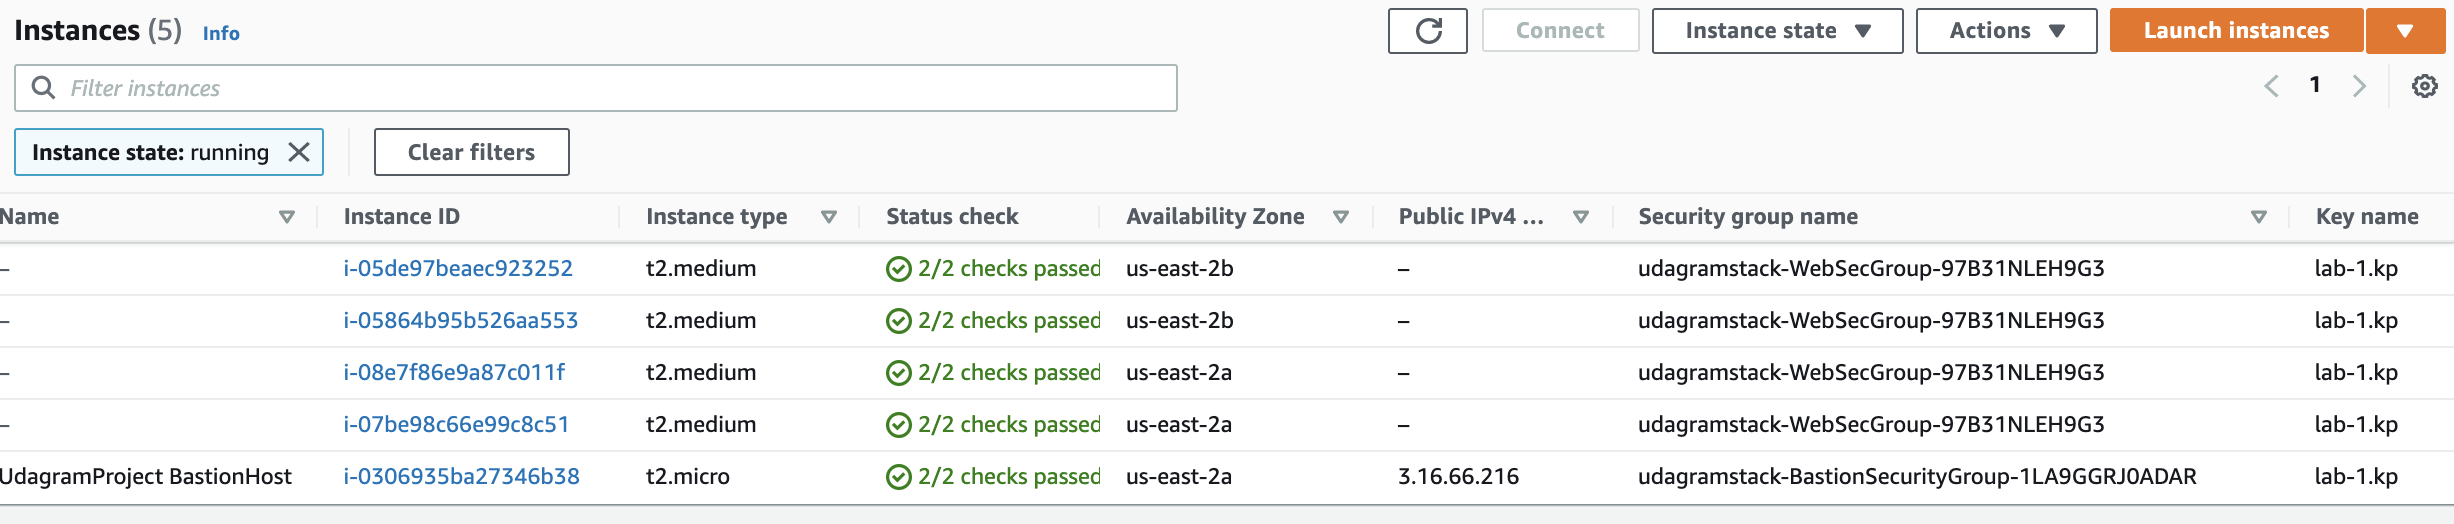 Instances (5) Info Connect Instance state Actions Launch instances
Filter instances 1
Instance state: running Clear filters
Name Instance ID Instance type Status check Availability Zone Public IPv4 ... Security group name Key name
– i-05de97beaec923252 t2.medium 2/2 checks passed us-east-2b – udagramstack-WebSecGroup-97B31NLEH9G3 lab-1.kp
– i-05864b95b526aa553 t2.medium 2/2 checks passed us-east-2b – udagramstack-WebSecGroup-97B31NLEH9G3 lab-1.kp
– i-08e7f86e9a87c011f t2.medium 2/2 checks passed us-east-2a – udagramstack-WebSecGroup-97B31NLEH9G3 lab-1.kp
– i-07be98c66e99c8c51 t2.medium 2/2 checks passed us-east-2a – udagramstack-WebSecGroup-97B31NLEH9G3 lab-1.kp
UdagramProject BastionHost i-0306935ba27346b38 t2.micro 2/2 checks passed us-east-2a 3.16.66.216 udagramstack-BastionSecurityGroup-1LA9GGRJ0ADAR lab-1.kp